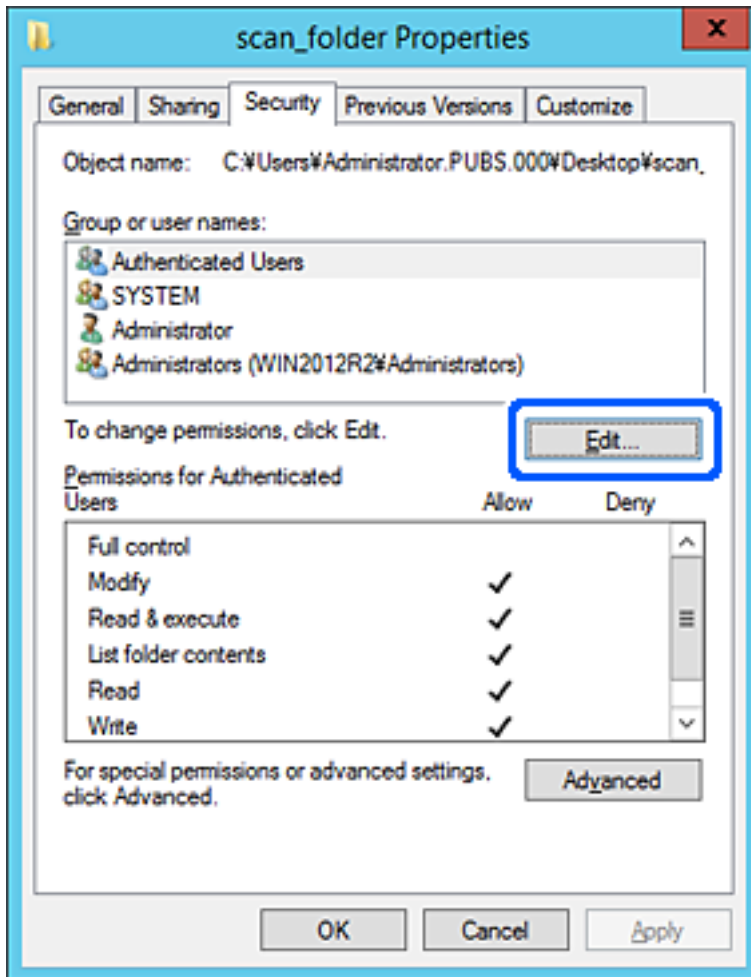 scan_folder Properties
x
General Sharing Security Previous Versions Customize
Object name: C:¥Users¥Administrator.PUBS.000¥Desktop¥scan_
Group or user names:
Authenticated Users
SYSTEM
Administrator
Administrators (WIN2012R2¥Administrators)
To change permissions, click Edit.
Edit...
Permissions for Authenticated
Users Allow Deny
Full control
Modify
Read & execute
List folder contents
Read
Write
For special permissions or advanced settings,
click Advanced.
Advanced
OK Cancel Apply